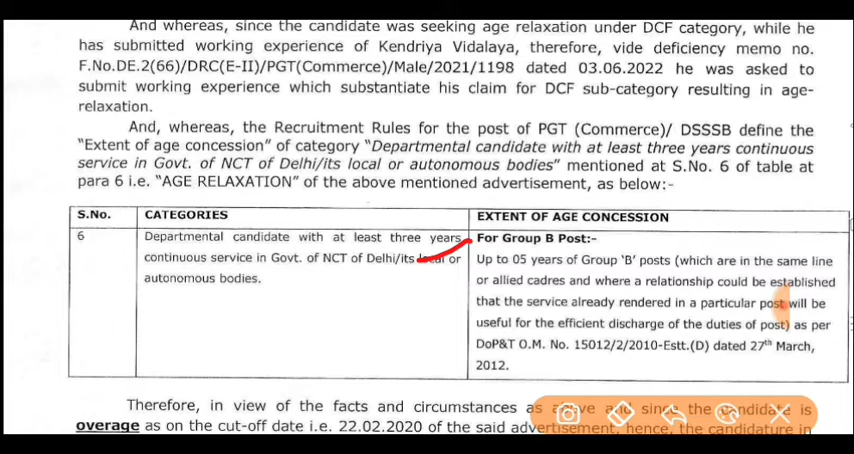 And whereas, since the candidate was seeking age relaxation under DCF category, while he
has submitted working experience of Kendriya Vidalaya, therefore, vide deficiency memo no.
F.No.DE.2(66)/DRC(E-II)/PGT(Commerce)/Male/2021/1198 dated 03.06.2022 he was asked to
submit working experience which substantiate his claim for DCF sub-category resulting in age-
relaxation.
And, whereas, the Recruitment Rules for the post of PGT (Commerce)/ DSSSB define the
"Extent of age concession" of category "Departmental candidate with at least three years continuous
service in Govt. of NCT of Delhi/its local or autonomous bodies" mentioned at S.No. 6 of table at
para 6 i.e. "AGE RELAXATION" of the above mentioned advertisement, as below:-
S.No. CATEGORIES EXTENT OF AGE CONCESSION
6
Departmental candidate with at least three years
continuous service in Govt. of NCT of Delhi/its local or
autonomous bodies.
For Group B Post:-
Up to 05 years of Group 'B' posts (which are in the same line
or allied cadres and where a relationship could be established
that the service already rendered in a particular post will be
useful for the efficient discharge of the duties of post) as per
DoP&T O.M. No. 15012/2/2010-Estt.(D) dated 27th March,
2012.
Therefore, in view of the facts and circumstances as above and since the candidate is
overage as on the cut-off date i.e. 22.02.2020 of the said advertisement, hence, the candidature in